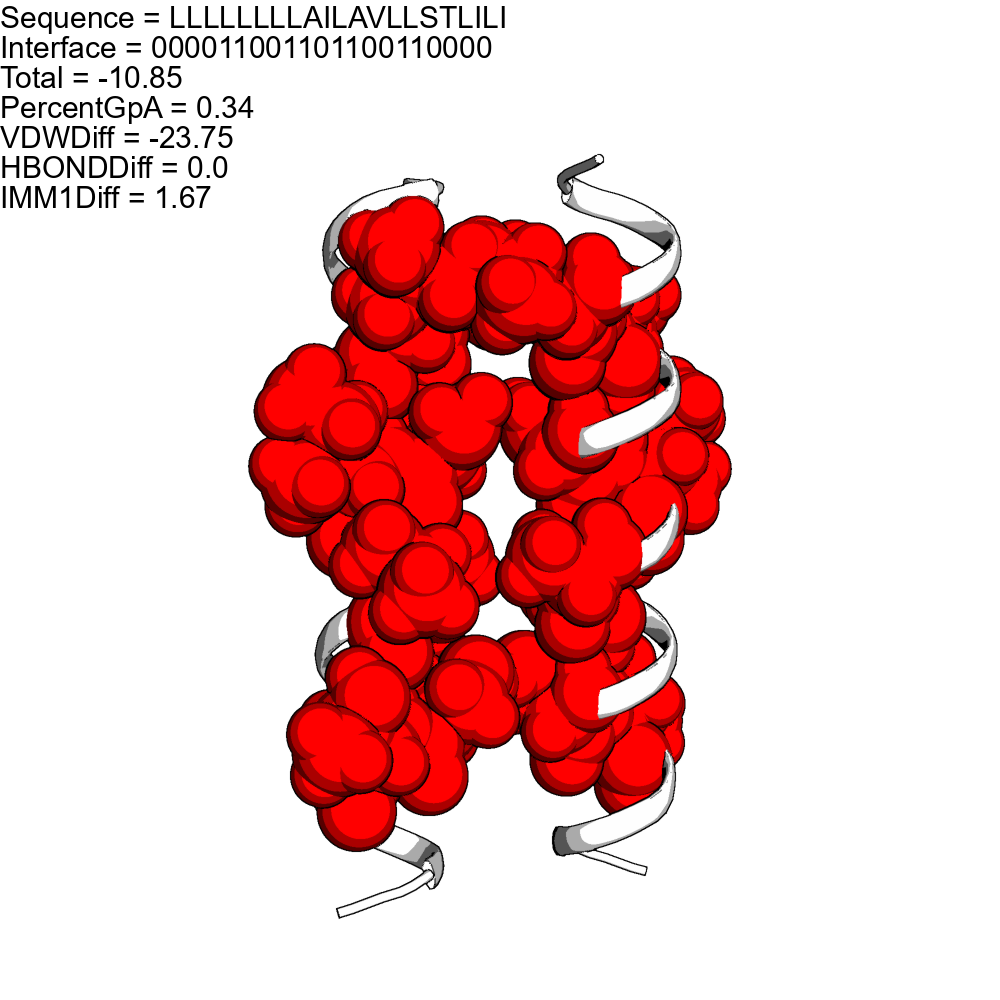 Sequence = LLLLLLLLAILAVLLSTLILI
Interface = 000011001101100110000
Total = -10.85
PercentGpA = 0.34
VDWDiff = -23.75
HBONDDiff = 0.0
IMM1Diff = 1.67